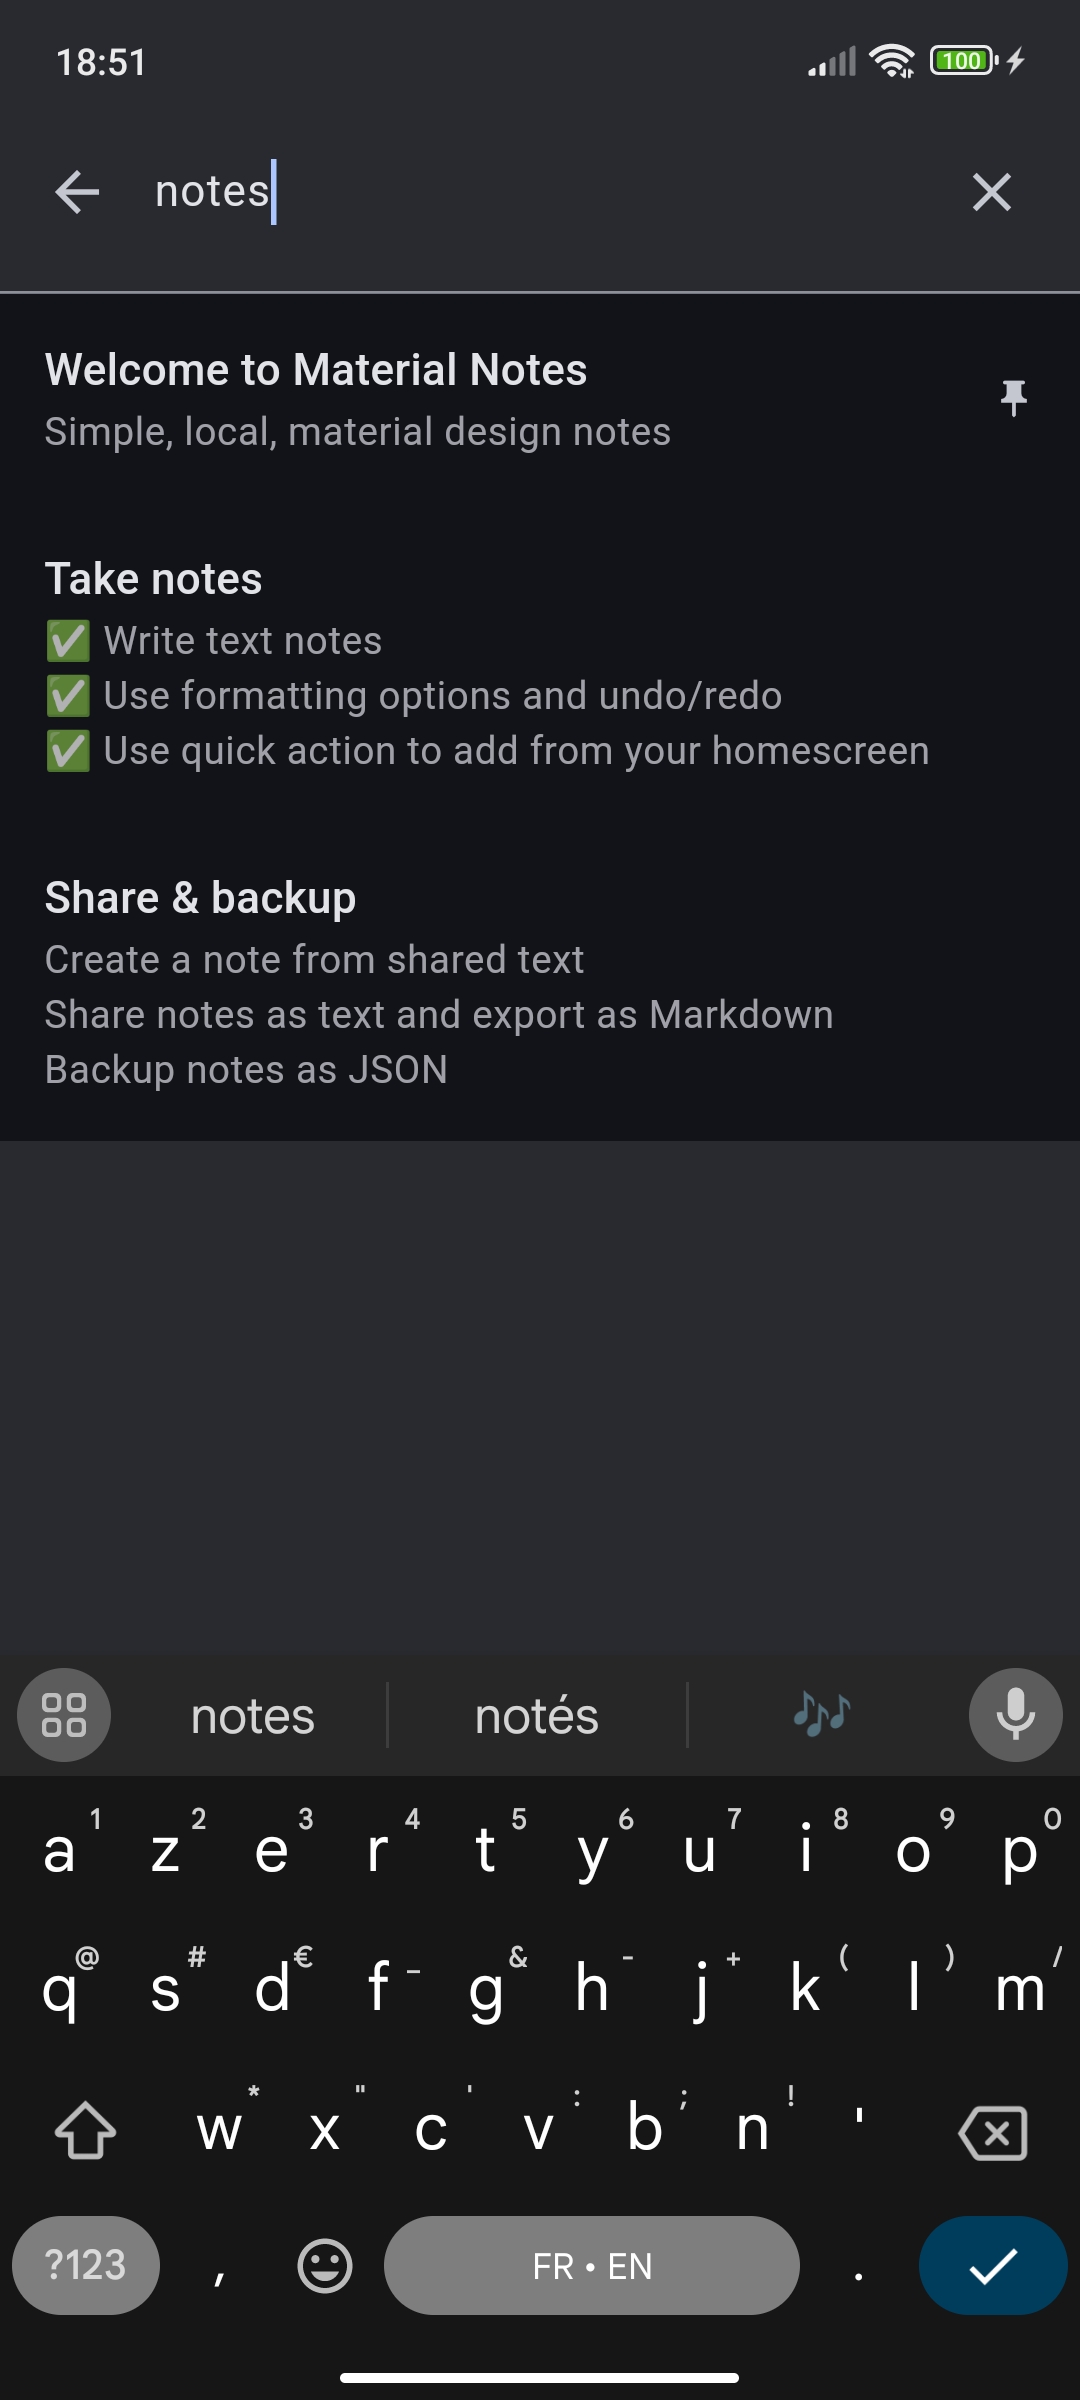 18:51
100
notes
Welcome to Material Notes
Simple, local, material design notes
Take notes
✅ Write text notes
✅ Use formatting options and undo/redo
✅ Use quick action to add from your homescreen
Share & backup
Create a note from shared text
Share notes as text and export as Markdown
Backup notes as JSON
notes notés 🎶
a 1 z 2 e 3 r 4 t 5 y 6 u 7 i 8 o 9 p 0
q @ s # d € f _ g & h - j + k ( l ) m /
w * x " c ' v : b ; n ! '
?123 , FR • EN .